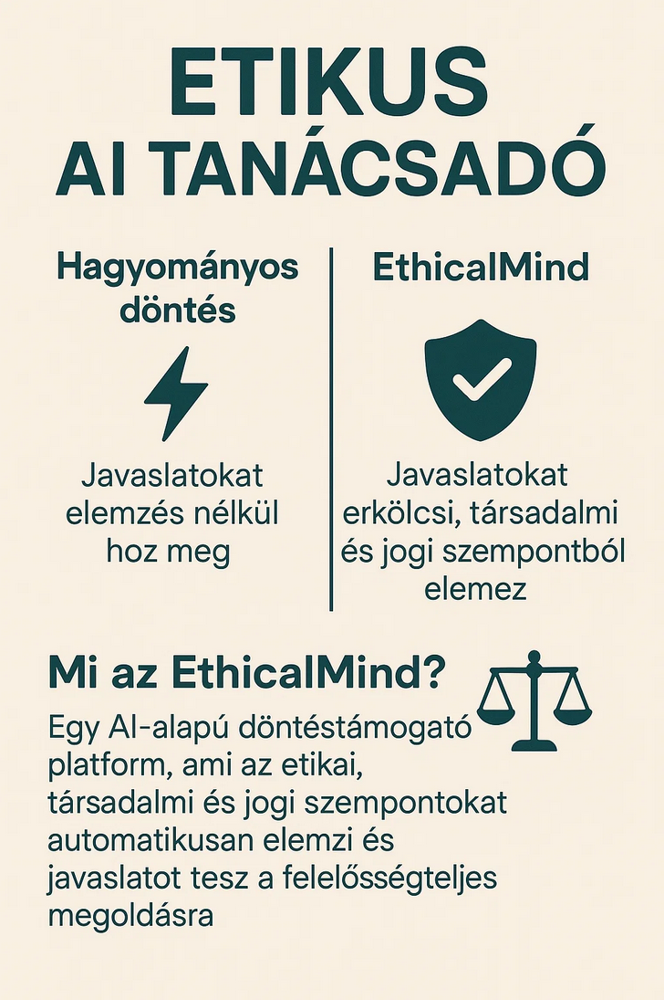 ETIKUS
AI TANÁCSADÓ
Hagyományos
döntés
Javaslatokat
elemzés nélkül
hoz meg
EthicalMind
Javaslatokat
erkölcsi, társadalmi
és jogi szempontból
elemez
Mi az EthicalMind?
Egy AI-alapú döntéstámogató
platform, ami az etikai,
társadalmi és jogi szempontokat
automatikusan elemzi és
javaslatot tesz a felelősségteljes
megoldásra